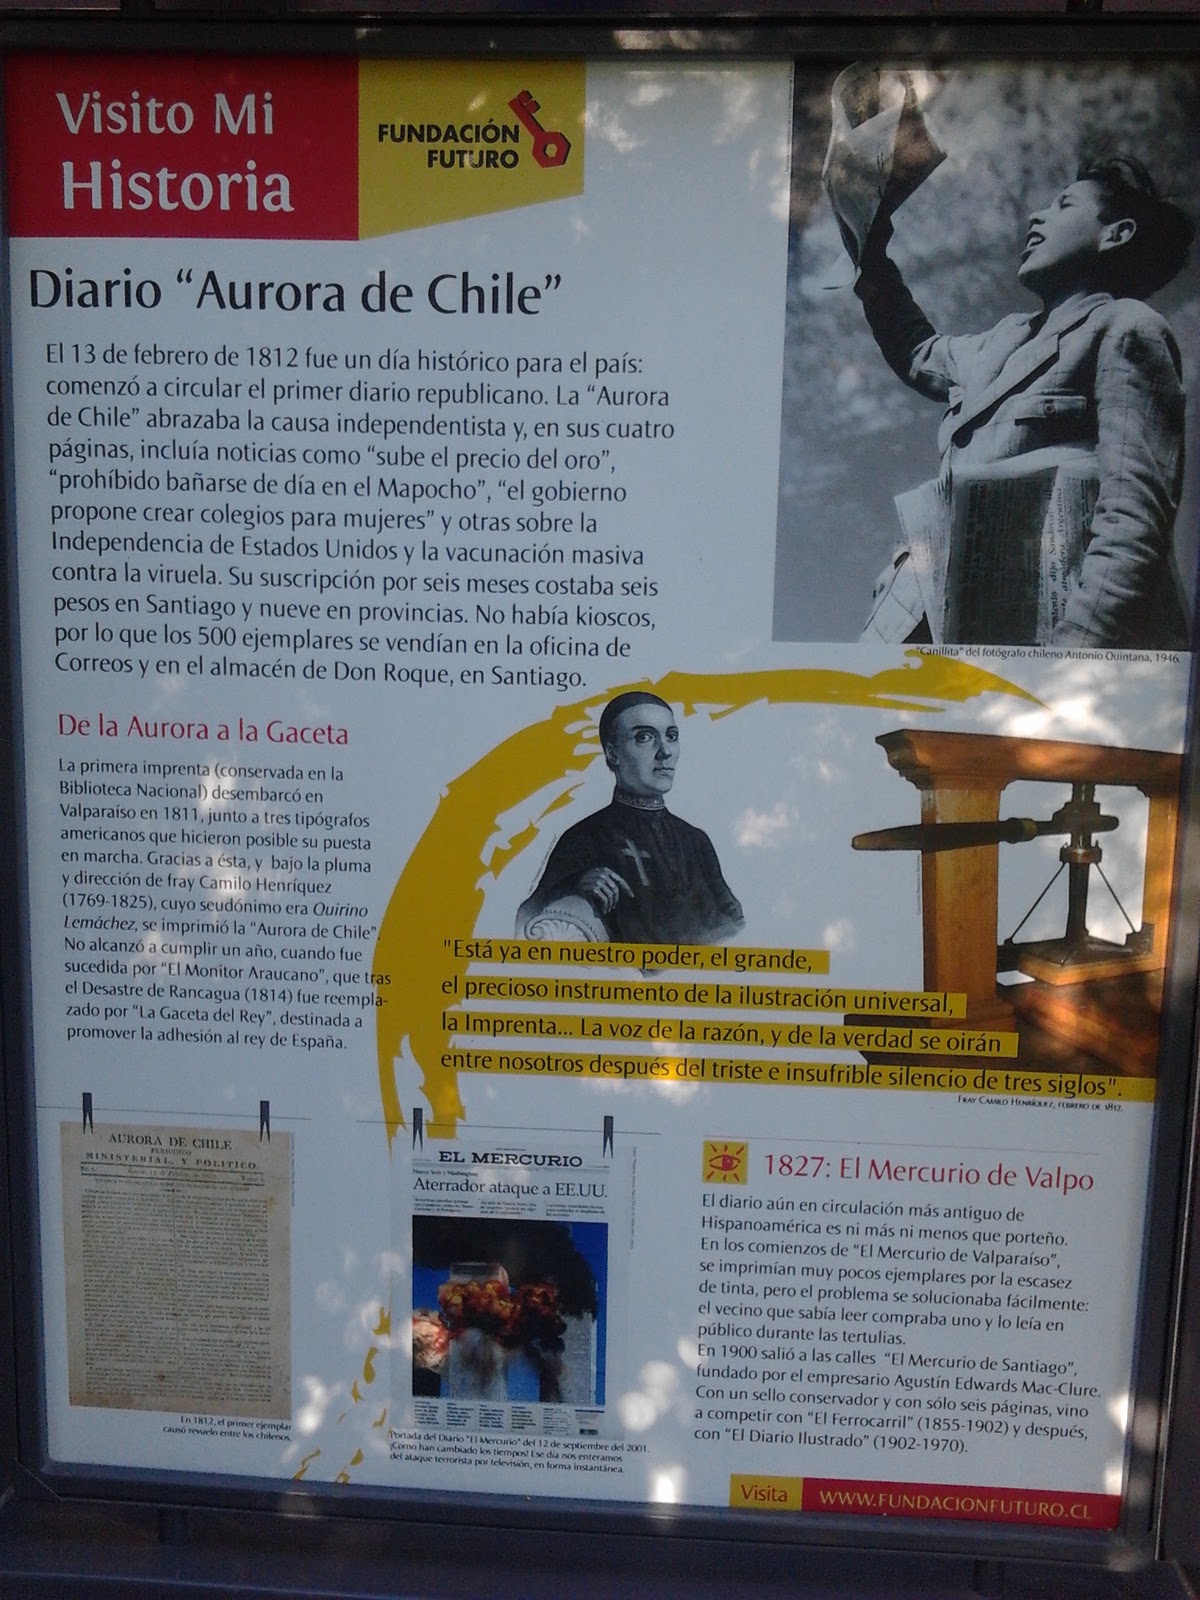 Visito Mi
Historia
FUNDACIÓN
FUTURO
Diario “Aurora de Chile”
El 13 de febrero de 1812 fue un día histórico para el país:
comenzó a circular el primer diario republicano. La “Aurora
de Chile” abrazaba la causa independentista y, en sus cuatro
páginas, incluía noticias como “sube el precio del oro”,
“prohíbido bañarse de día en el Mapocho”, “el gobierno
propone crear colegios para mujeres” y otras sobre la
Independencia de Estados Unidos y la vacunación masiva
contra la viruela. Su suscripción por seis meses costaba seis
pesos en Santiago y nueve en provincias. No había kioscos,
por lo que los 500 ejemplares se vendían en la oficina de
Correos y en el almacén de Don Roque, en Santiago.
"Canillita" del fotógrafo chileno Antonio Quintana, 1946.
De la Aurora a la Gaceta
La primera imprenta (conservada en la
Biblioteca Nacional) desembarcó en
Valparaíso en 1811, junto a tres tipógrafos
americanos que hicieron posible su puesta
en marcha. Gracias a ésta, y bajo la pluma
y dirección de fray Camilo Henríquez
(1769-1825), cuyo seudónimo era Quirino
Lemáchez, se imprimió la “Aurora de Chile”.
No alcanzó a cumplir un año, cuando fue
sucedida por “El Monitor Araucano”, que tras
el Desastre de Rancagua (1814) fue reempla-
zado por “La Gaceta del Rey”, destinada a
promover la adhesión al rey de España.
"Está ya en nuestro poder, el grande,
el precioso instrumento de la ilustración universal,
la Imprenta... La voz de la razón, y de la verdad se oirán
entre nosotros después del triste e insufrible silencio de tres siglos".
FRAY CAMILO HENRÍQUEZ, FEBRERO DE 1812.
AURORA DE CHILE
PERIODICO
MINISTERIAL, Y POLITICO.
En 1812, el primer ejemplar
causó revuelo entre los chilenos.
EL MERCURIO
Nueva York y Washington:
Aterrador ataque a EE.UU.
Portada del Diario "El Mercurio" del 12 de septiembre del 2001.
¡Como han cambiado los tiempos! Ese día nos enteramos
del ataque terrorista por televisión, en forma instantánea.
1827: El Mercurio de Valpo
El diario aún en circulación más antiguo de
Hispanoamérica es ni más ni menos que porteño.
En los comienzos de “El Mercurio de Valparaíso”,
se imprimían muy pocos ejemplares por la escasez
de tinta, pero el problema se solucionaba fácilmente:
el vecino que sabía leer compraba uno y lo leía en
público durante las tertulias.
En 1900 salió a las calles “El Mercurio de Santiago”,
fundado por el empresario Agustín Edwards Mac-Clure.
Con un sello conservador y con sólo seis páginas, vino
a competir con “El Ferrocarril” (1855-1902) y después,
con “El Diario Ilustrado” (1902-1970).
Visita WWW.FUNDACIONFUTURO.CL